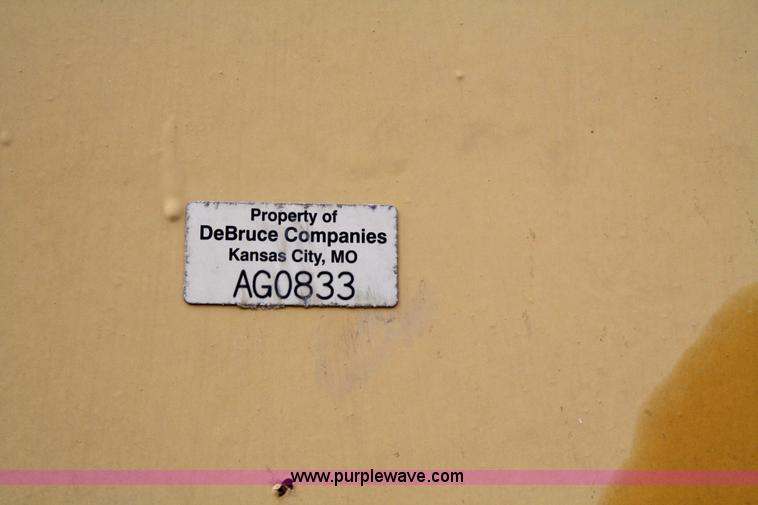 Property of
DeBruce Companies
Kansas City, MO
AG0833
www.purplewave.com